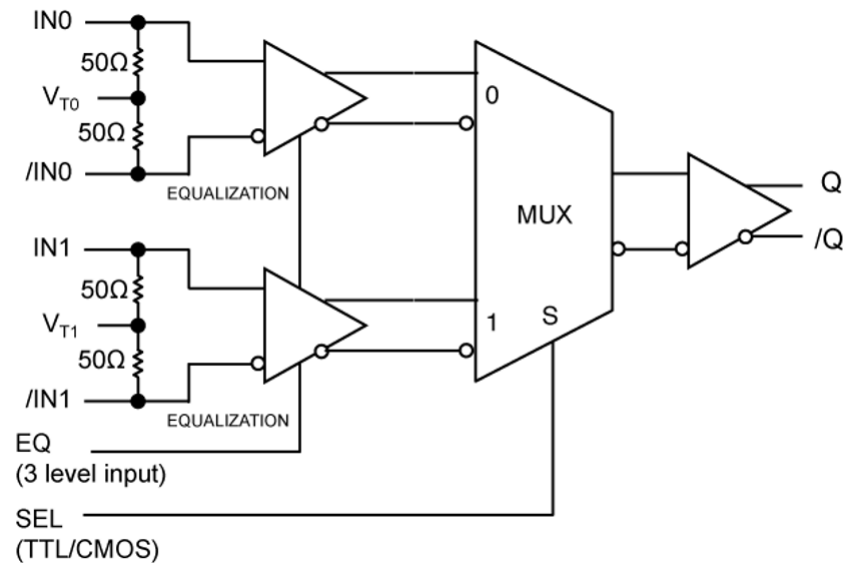 IN0
50Ω
VT0
50Ω
/IN0
EQUALIZATION
IN1
50Ω
VT1
50Ω
/IN1
EQUALIZATION
EQ
(3 level input)
SEL
(TTL/CMOS)
0
MUX
1
S
Q
/Q